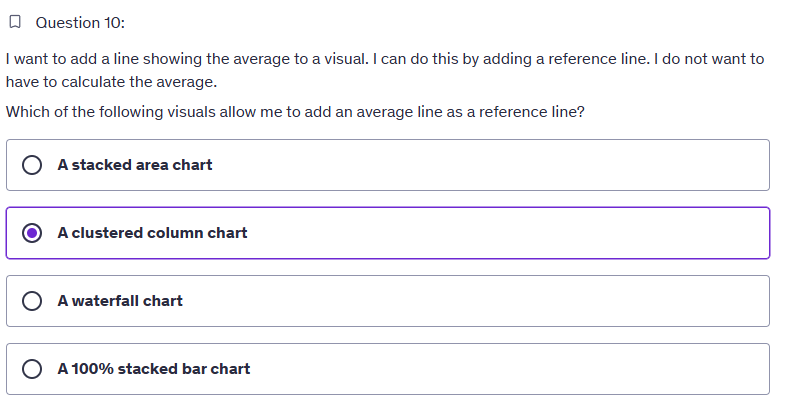 Question 10:
I want to add a line showing the average to a visual. I can do this by adding a reference line. I do not want to
have to calculate the average.
Which of the following visuals allow me to add an average line as a reference line?
A stacked area chart
A clustered column chart
A waterfall chart
A 100% stacked bar chart